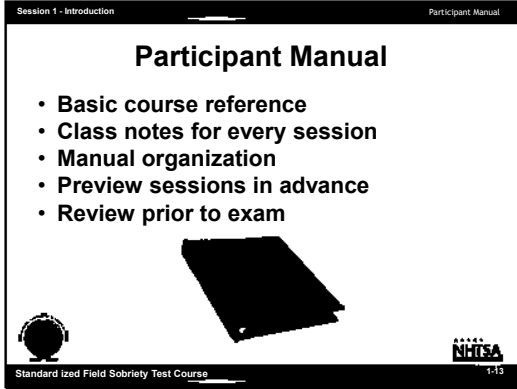 Session 1 - Introduction
Participant Manual
Participant Manual
• Basic course reference
• Class notes for every session
• Manual organization
• Preview sessions in advance
• Review prior to exam
NHTSA
Standard ized Field Sobriety Test Course
1-13